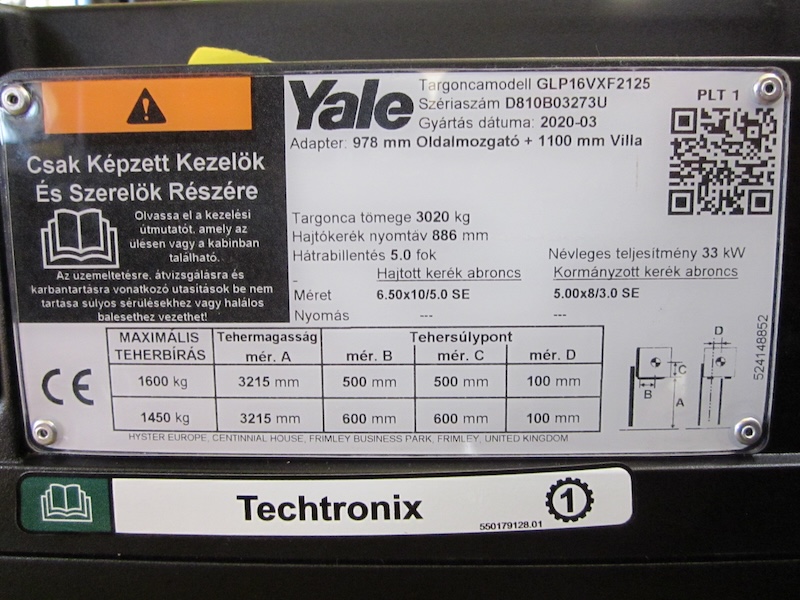 Csak Képzett Kezelök
És Szerelök Részére
Olvassa el a kezelési
útmutatót, amely az
ülésen vagy a kabinban
található.
Az uzemeltetésre, átvizsgálásra és
karbantartásra vonatkozó utasítások be nem
tartása sulyos sérülésekhez vagy halálos
balesethez vezethet!
Yale
Targoncamodell GLP16VXF2125
Szériaszám D810B03273U
Gyártás dátuma: 2020-03
Adapter: 978 mm Oldalmozgató + 1100 mm Villa
PLT 1
Targonca tömege 3020 kg
Hajtókerék nyomtáv 886 mm
Hátrabillentés 5.0 fok
Névleges teljesítmény 33 kW
- Hajtott kerék abroncs Kormányzott kerék abroncs
Méret 6.50x10/5.0 SE 5.00x8/3.0 SE
Nyomás --- ---
MAXIMÁLIS TEHERBÍRÁS Tehermagasság mér. A Tehersúlypont
mér. B mér. C mér. D
1600 kg 3215 mm 500 mm 500 mm 100 mm
1450 kg 3215 mm 600 mm 600 mm 100 mm
CE
D
C
B
A
524148852
HYSTER EUROPE, CENTINNIAL HOUSE, FRIMLEY BUSINESS PARK, FRIMLEY, UNITED KINGDOM
Techtronix
550179128.01
1